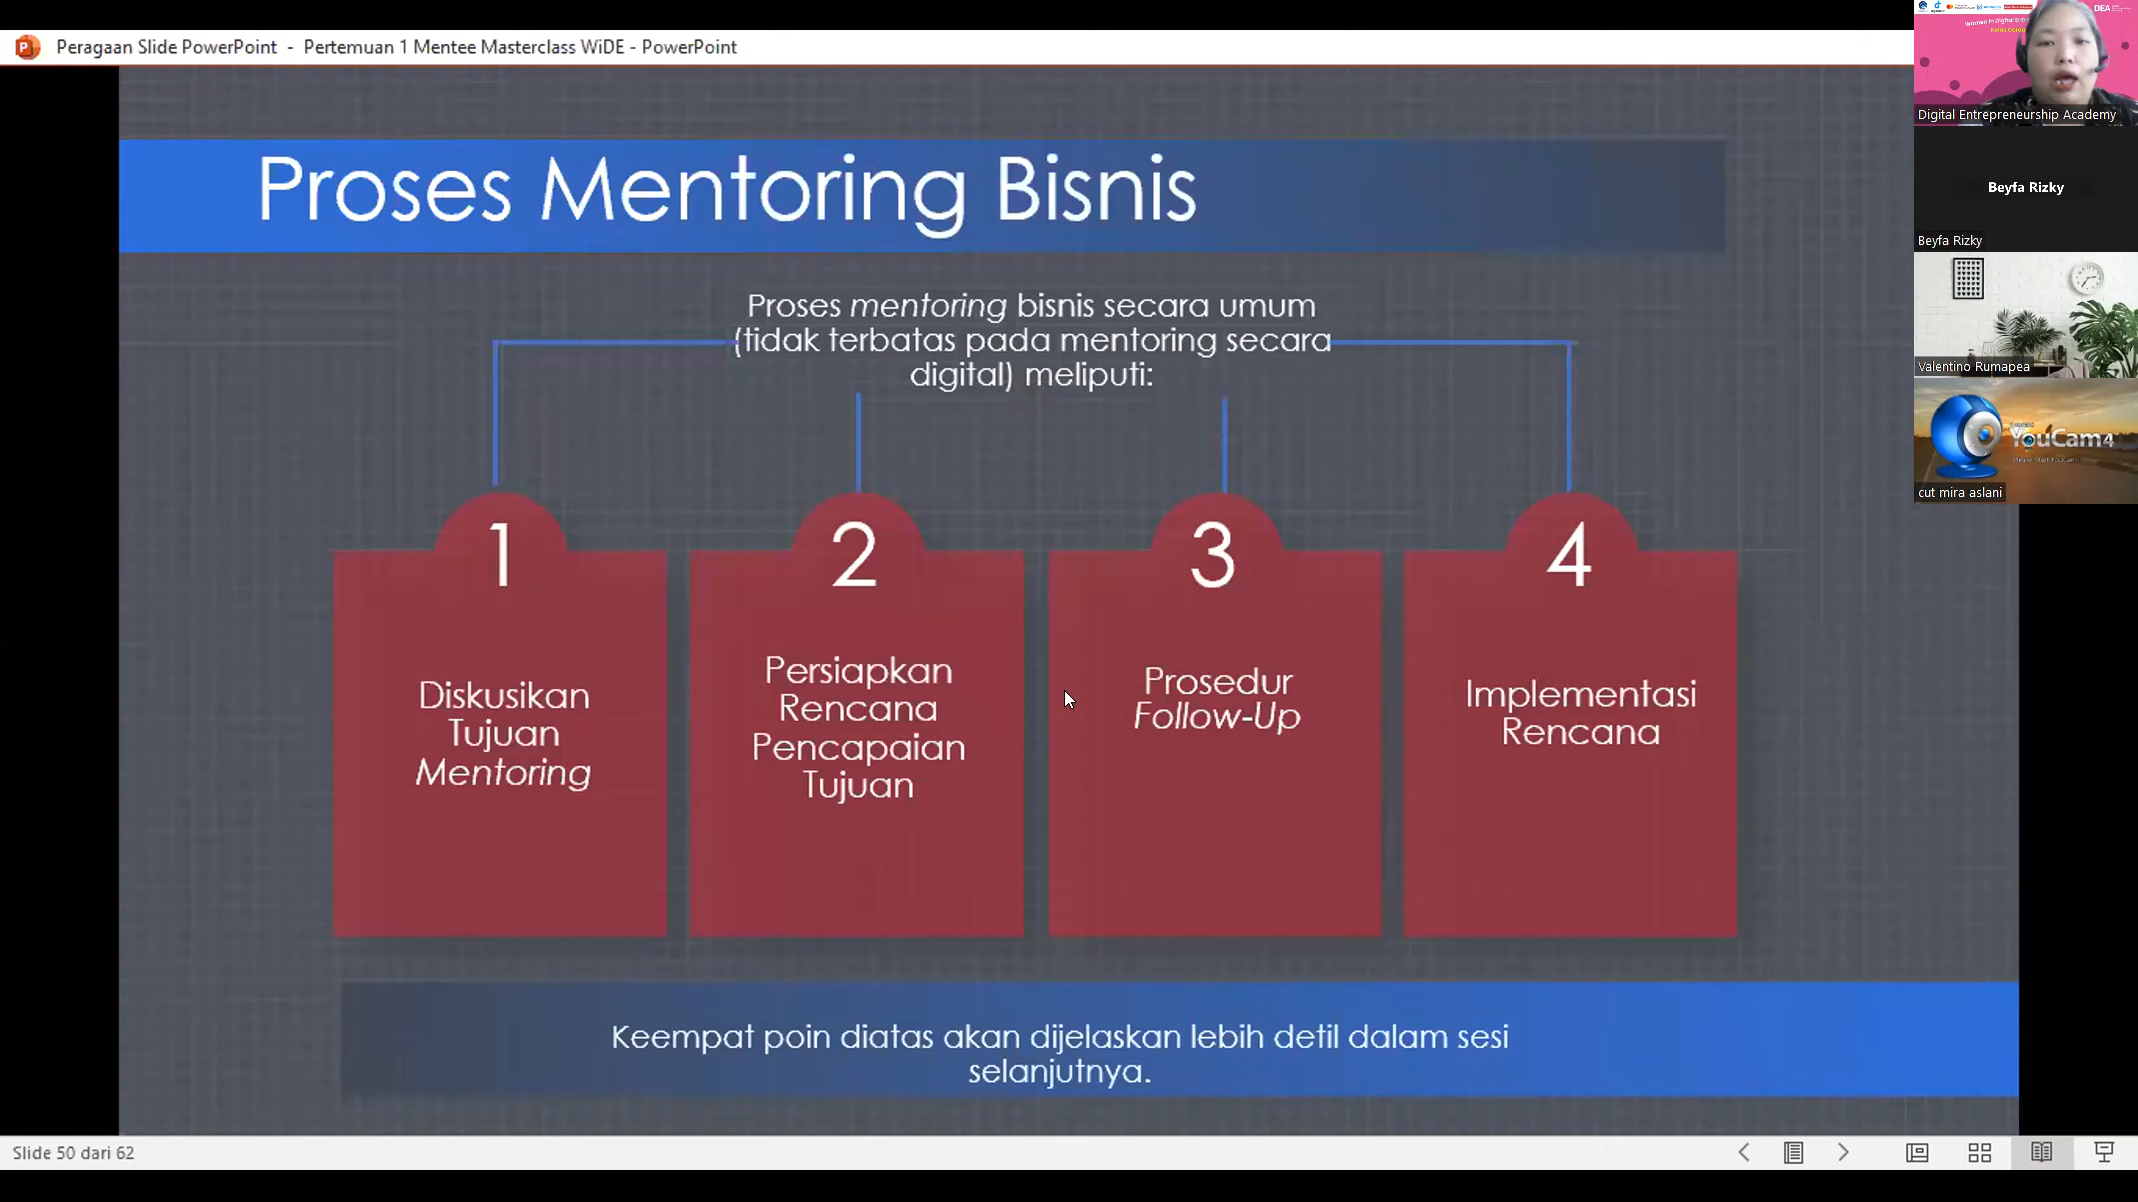 Peragaan Slide PowerPoint - Pertemuan 1 Mentee Masterclass WiDE - PowerPoint
Proses Mentoring Bisnis
Proses mentoring bisnis secara umum
(tidak terbatas pada mentoring secara
digital) meliputi:
1
Diskusikan
Tujuan
Mentoring
2
Persiapkan
Rencana
Pencapaian
Tujuan
3
Prosedur
Follow-Up
4
Implementasi
Rencana
Keempat poin diatas akan dijelaskan lebih detil dalam sesi
selanjutnya.
Slide 50 dari 62
DEA
Digital Entrepreneurship Academy
Beyfa Rizky
Beyfa Rizky
Valentino Rumapea
YouCam4
cut mira aslani